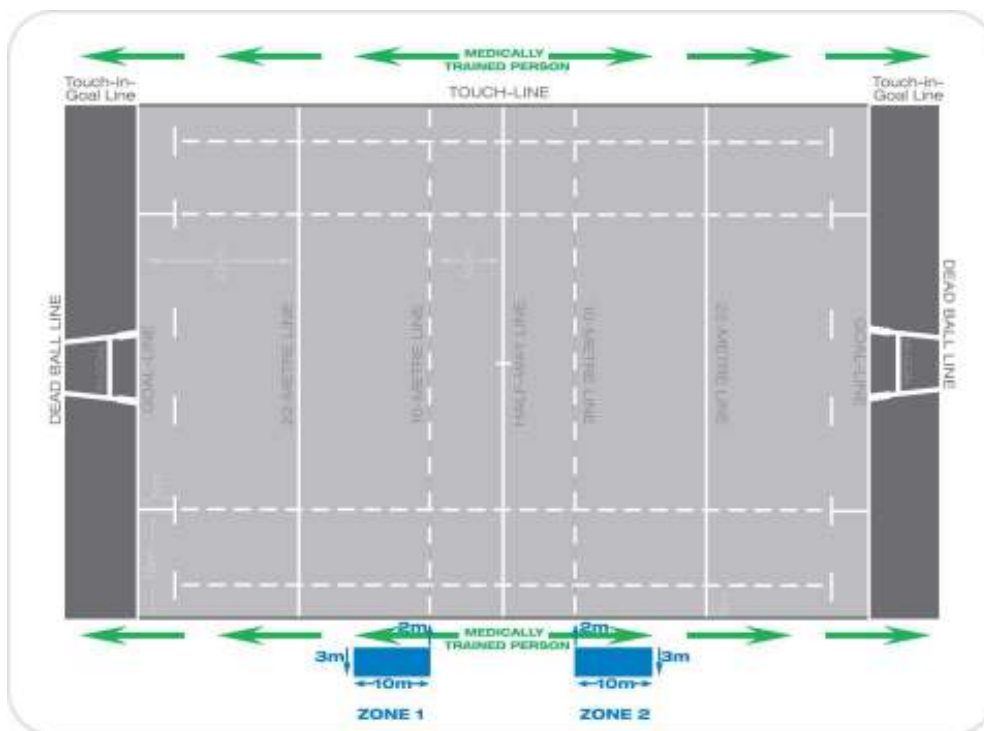 MEDICALLY
TRAINED PERSON
Touch-in-
Goal Line
Touch-in-
Goal Line
TOUCH-LINE
DEAD BALL LINE
GOAL-LINE
22-METRE LINE
10-METRE LINE
HALF-WAY LINE
10-METRE LINE
22-METRE LINE
GOAL-LINE
DEAD BALL LINE
MEDICALLY
TRAINED PERSON
2m
2m
3m
3m
10m
10m
ZONE 1
ZONE 2